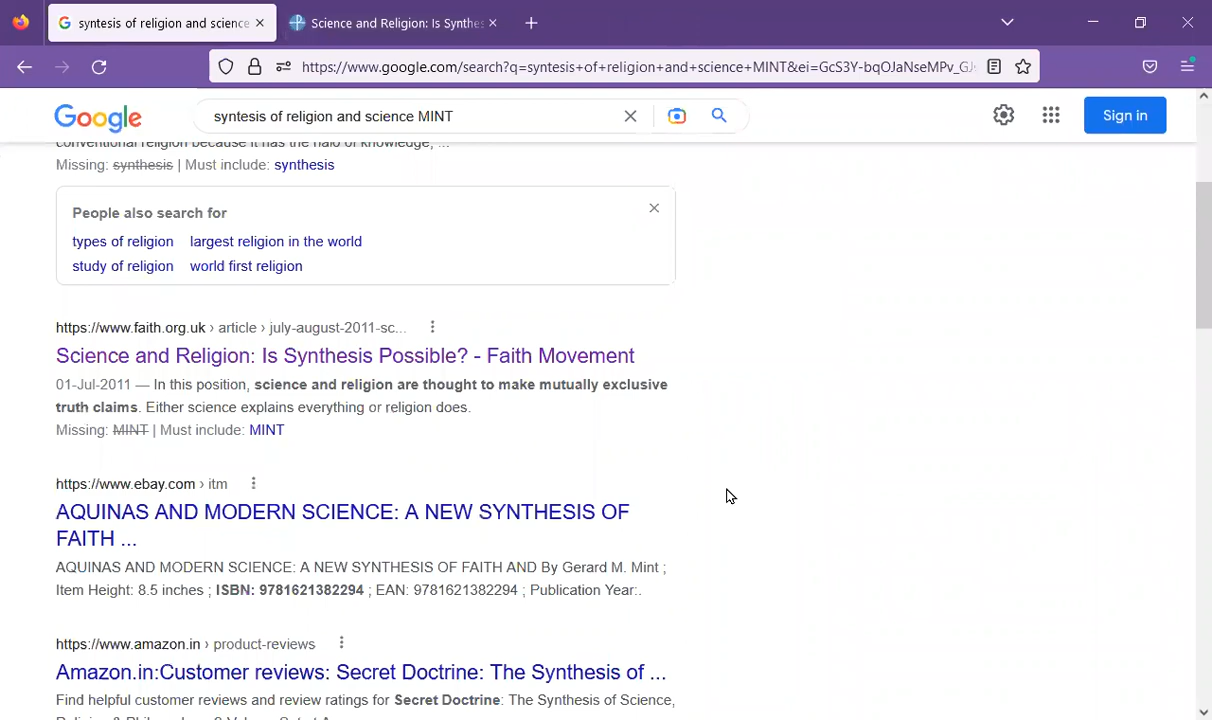 syntesis of religion and science
Science and Religion: Is Synthes
https://www.google.com/search?q=syntesis+of+religion+and+science+MINT&ei=GcS3Y-bqOJaNseMPv_GJ
Google
syntesis of religion and science MINT
Sign in
conventional religion because it has the halo of knowledge, ...
Missing: synthesis | Must include: synthesis
People also search for
types of religion largest religion in the world
study of religion world first religion
https://www.faith.org.uk › article › july-august-2011-sc...
Science and Religion: Is Synthesis Possible? - Faith Movement
01-Jul-2011 — In this position, science and religion are thought to make mutually exclusive
truth claims. Either science explains everything or religion does.
Missing: MINT | Must include: MINT
https://www.ebay.com › itm
AQUINAS AND MODERN SCIENCE: A NEW SYNTHESIS OF
FAITH ...
AQUINAS AND MODERN SCIENCE: A NEW SYNTHESIS OF FAITH AND By Gerard M. Mint ;
Item Height: 8.5 inches ; ISBN: 9781621382294 ; EAN: 9781621382294 ; Publication Year:.
https://www.amazon.in › product-reviews
Amazon.in:Customer reviews: Secret Doctrine: The Synthesis of ...
Find helpful customer reviews and review ratings for Secret Doctrine: The Synthesis of Science,